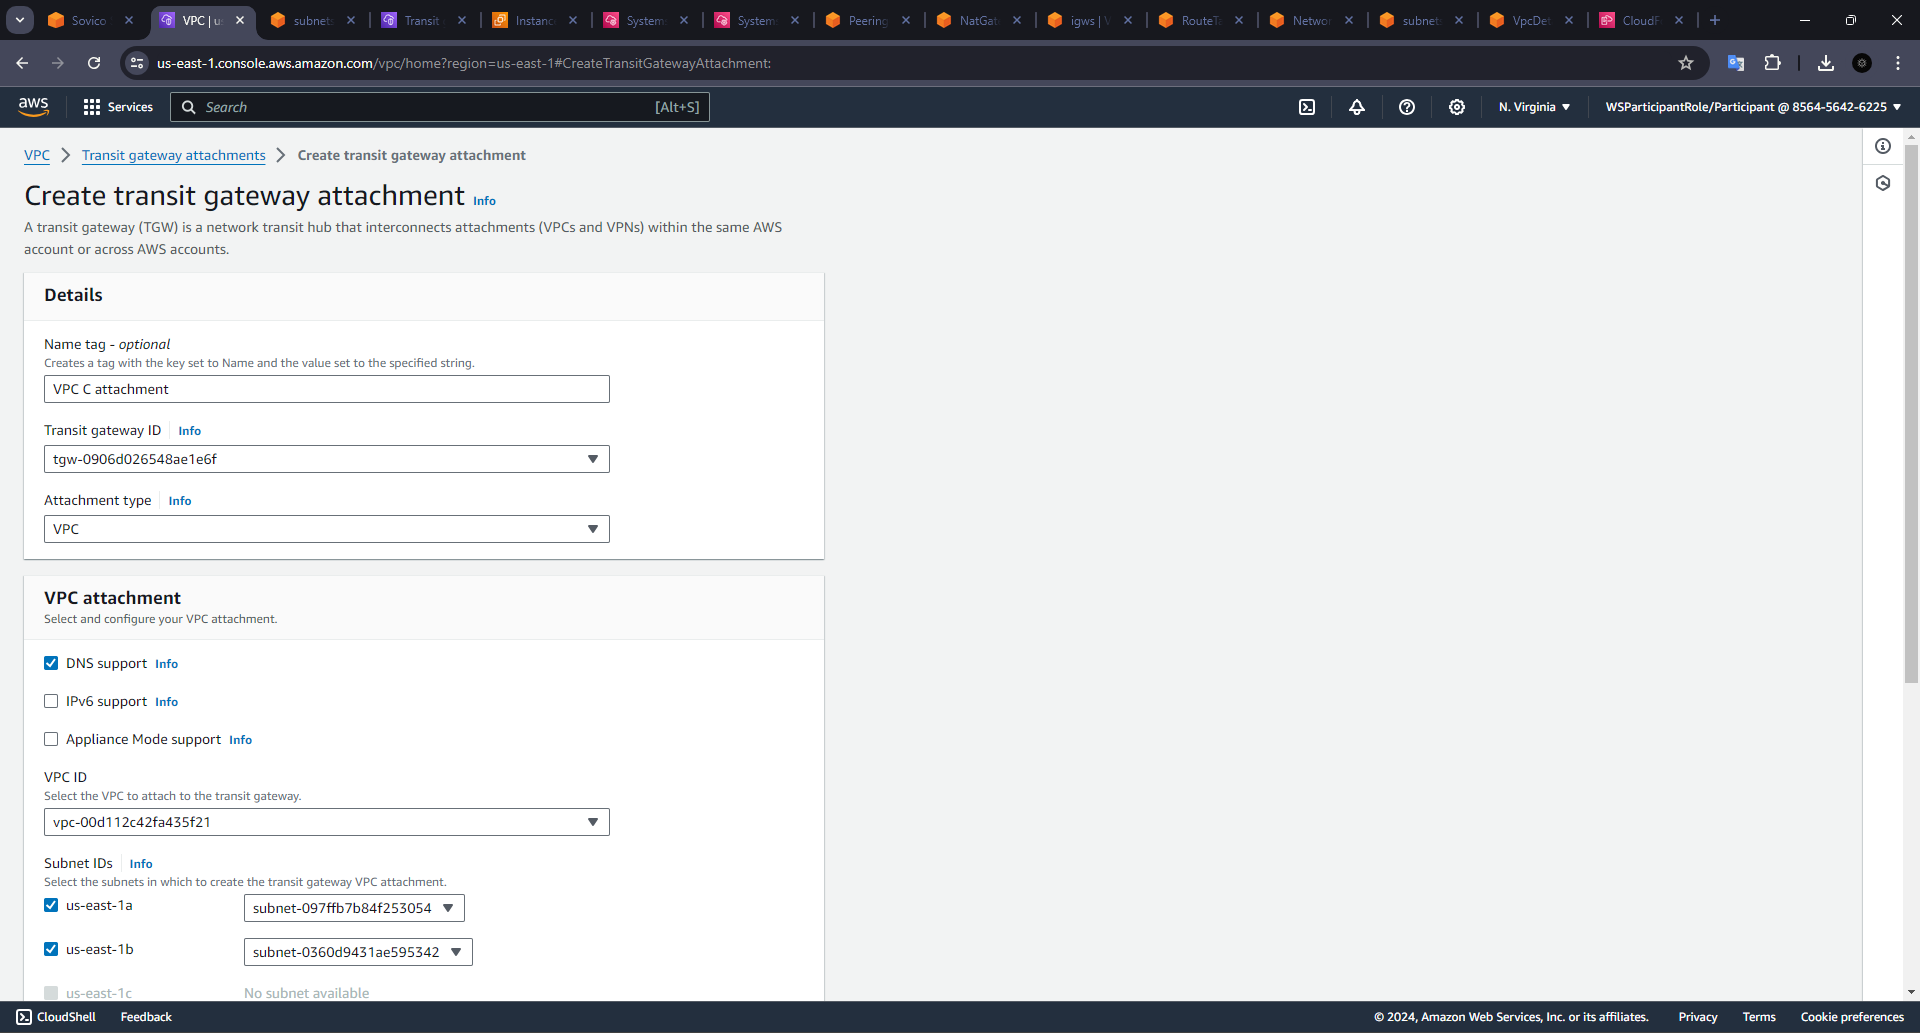 Sovico
VPC | us
subnets
Transit
Instance
Systems
Systems
Peering
NatGat
igws | V
RouteTa
Networ
subnets
VpcDet
CloudF
us-east-1.console.aws.amazon.com/vpc/home?region=us-east-1#CreateTransitGatewayAttachment:
aws
Services
Search
[Alt+S]
N. Virginia
WSParticipantRole/Participant @ 8564-5642-6225
VPC
Transit gateway attachments
Create transit gateway attachment
Create transit gateway attachment Info
A transit gateway (TGW) is a network transit hub that interconnects attachments (VPCs and VPNs) within the same AWS
account or across AWS accounts.
Details
Name tag - optional
Creates a tag with the key set to Name and the value set to the specified string.
VPC C attachment
Transit gateway ID Info
tgw-0906d026548ae1e6f
Attachment type Info
VPC
VPC attachment
Select and configure your VPC attachment.
DNS support Info
IPv6 support Info
Appliance Mode support Info
VPC ID
Select the VPC to attach to the transit gateway.
vpc-00d112c42fa435f21
Subnet IDs Info
Select the subnets in which to create the transit gateway VPC attachment.
us-east-1a subnet-097ffb7b84f253054
us-east-1b subnet-0360d9431ae595342
us-east-1c No subnet available
CloudShell Feedback © 2024, Amazon Web Services, Inc. or its affiliates. Privacy Terms Cookie preferences